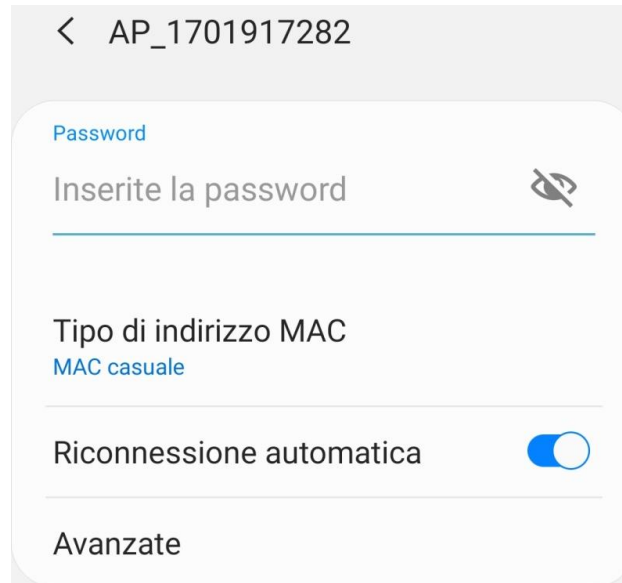 AP_1701917282
Password
Inserite la password
Tipo di indirizzo MAC
MAC casuale
Riconnessione automatica
Avanzate